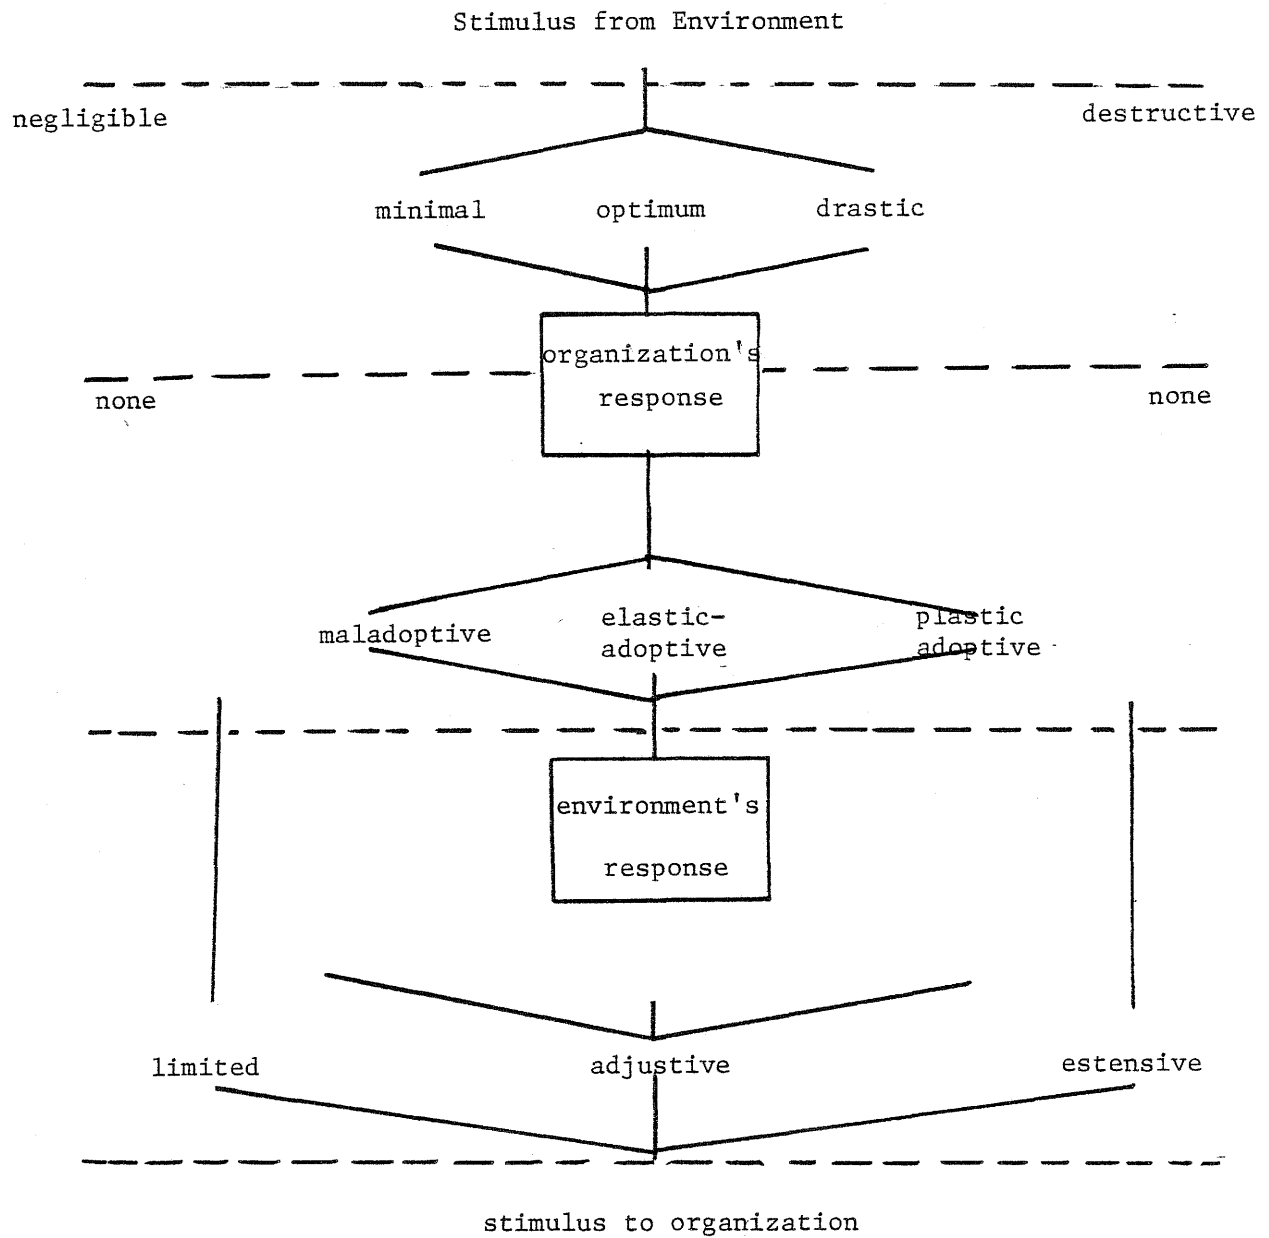 Stimulus from Environment
negligible
destructive
minimal
optimum
drastic
organization's
response
none
none
maladoptive
elastic-
adoptive
plastic
adoptive
environment's
response
limited
adjustive
estensive
stimulus to organization